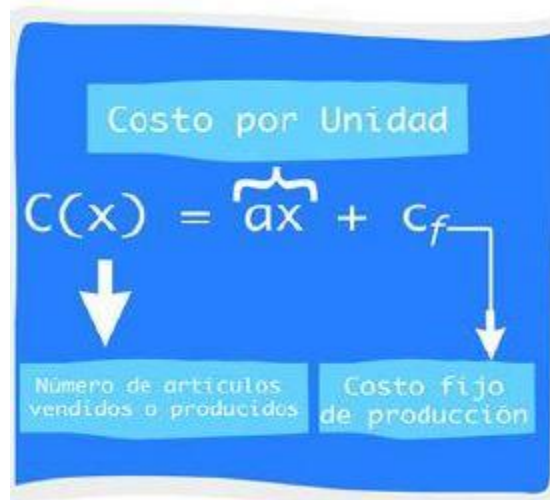 Costo por Unidad
C(x) = ax + cf
Número de artículos
vendidos o producidos
Costo fijo
de producción